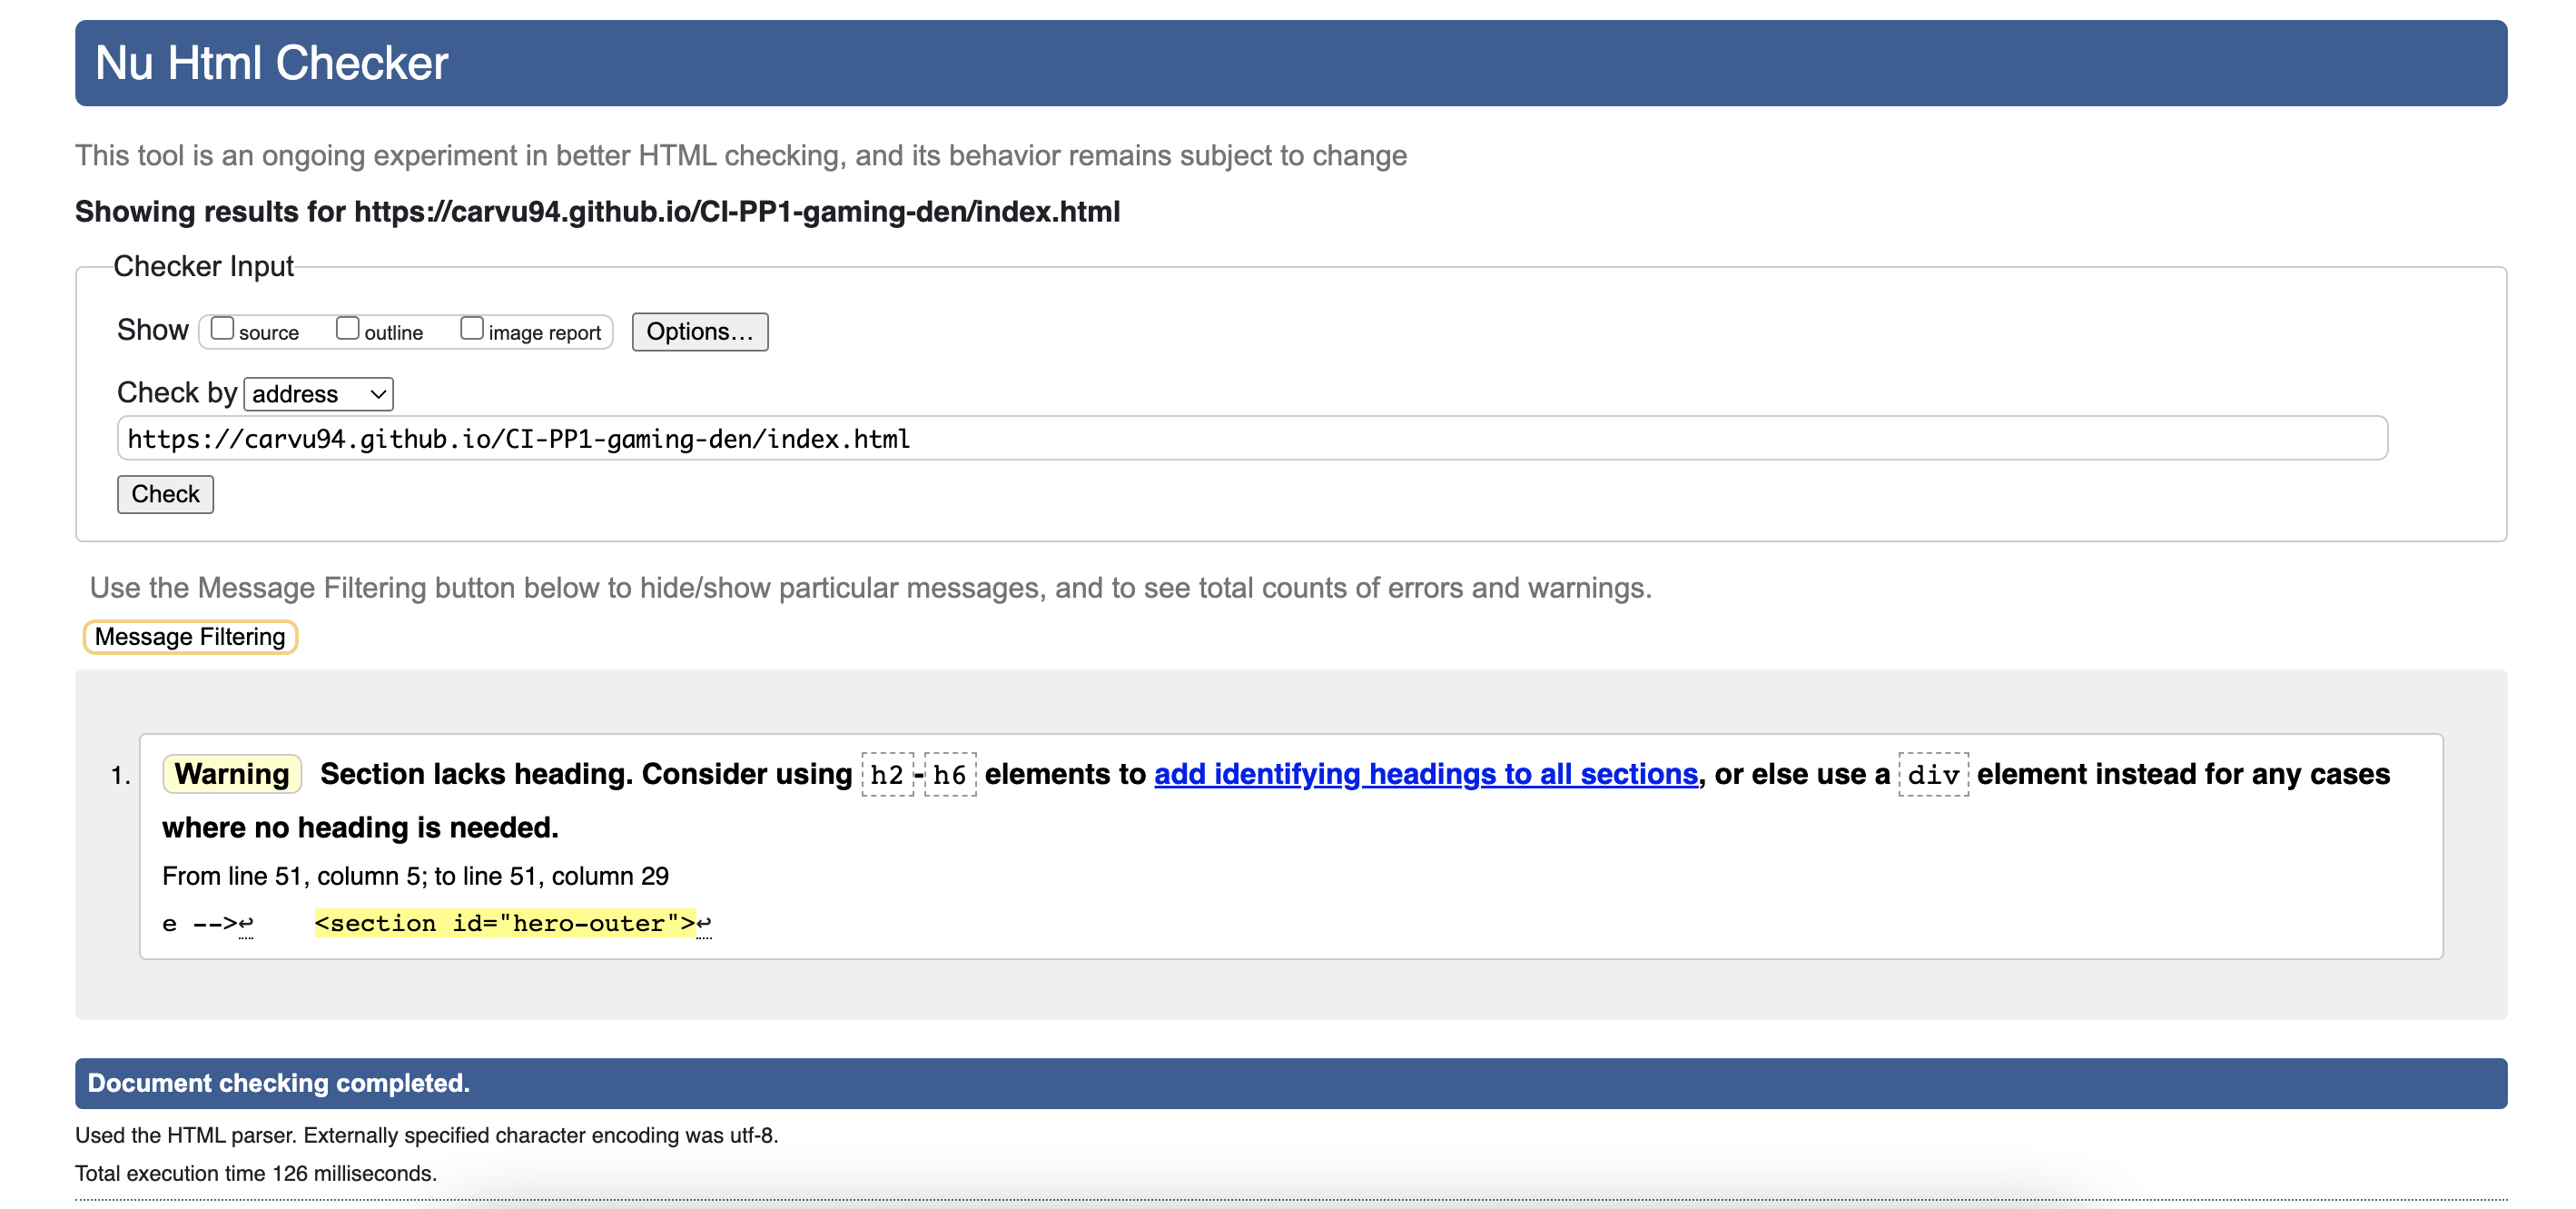 Nu Html Checker
This tool is an ongoing experiment in better HTML checking, and its behavior remains subject to change
Showing results for https://carvu94.github.io/CI-PP1-gaming-den/index.html
Checker Input
Show source outline image report Options...
Check by address
https://carvu94.github.io/CI-PP1-gaming-den/index.html
Check
Use the Message Filtering button below to hide/show particular messages, and to see total counts of errors and warnings.
Message Filtering
1. Warning Section lacks heading. Consider using h2-h6 elements to add identifying headings to all sections, or else use a div element instead for any cases
where no heading is needed.
From line 51, column 5; to line 51, column 29
e -->↩ <section id="hero-outer">↩
Document checking completed.
Used the HTML parser. Externally specified character encoding was utf-8.
Total execution time 126 milliseconds.